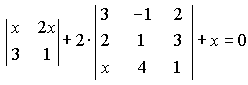 |x 2x; 3 1| + 2·|3 −1 2; 2 1 3; x 4 1| + x = 0